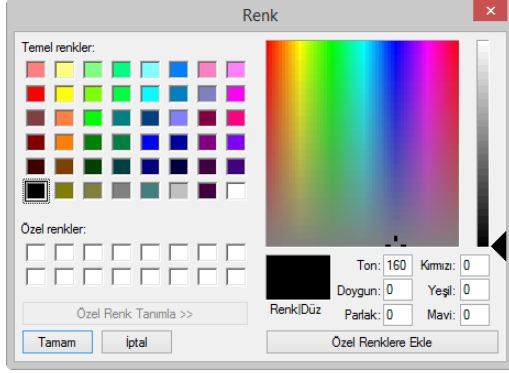 Renk
Temel renkler:
Özel renkler:
Özel Renk Tanımla >>
Tamam
İptal
Renk|Düz
Ton: 160
Doygun: 0
Parlak: 0
Kırmızı: 0
Yeşil: 0
Mavi: 0
Özel Renklere Ekle